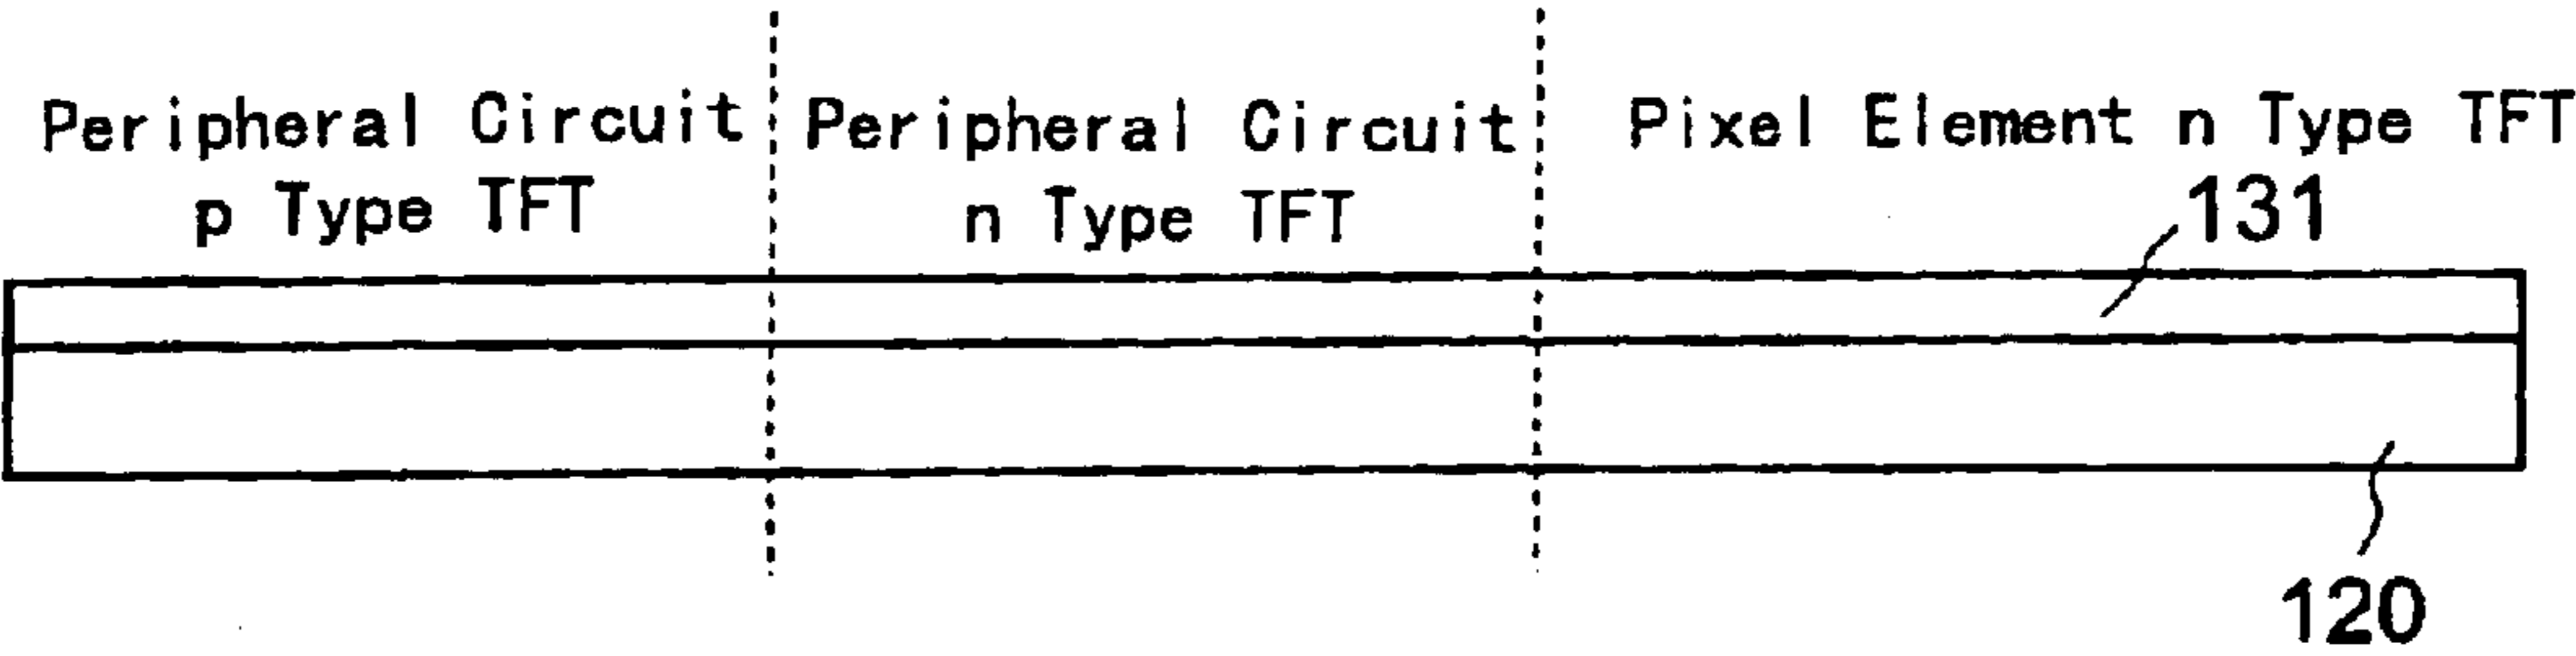 Peripheral Circuit
p Type TFT
Peripheral Circuit
n Type TFT
Pixel Element n Type TFT
131
120